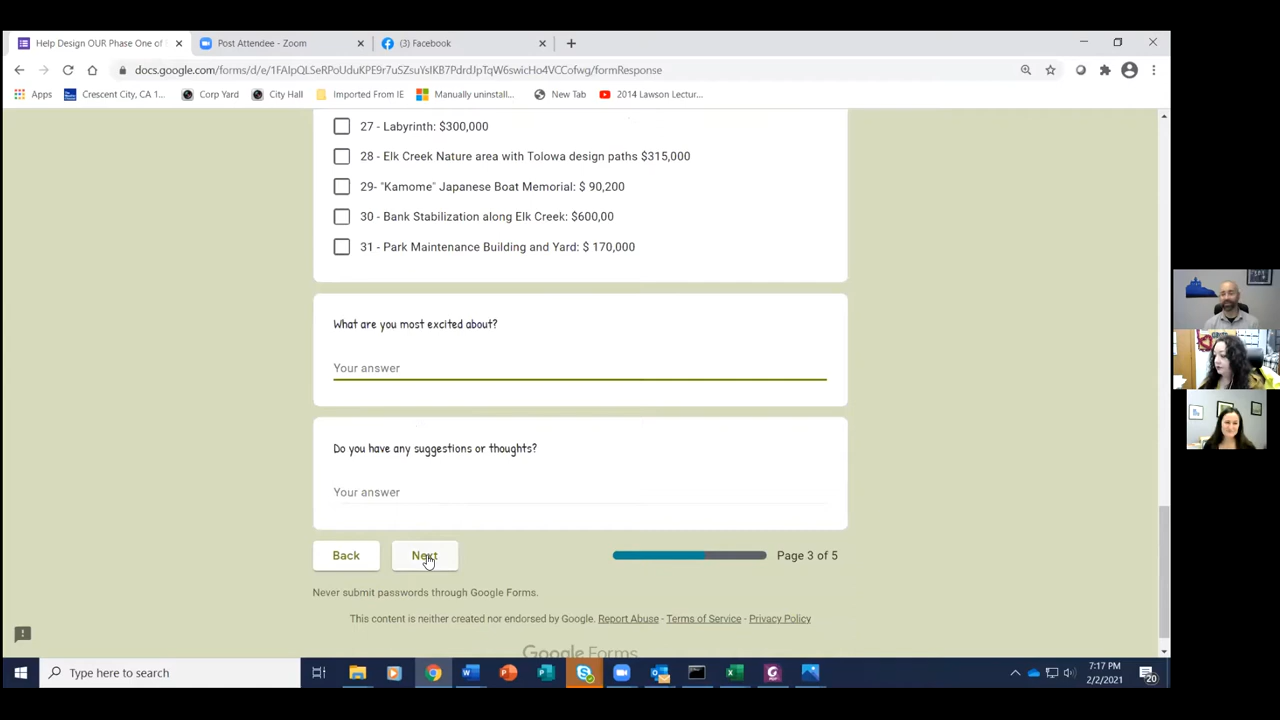 Help Design OUR Phase One of
Post Attendee - Zoom
(3) Facebook
docs.google.com/forms/d/e/1FAIpQLSeRPoUduKPE9r7uSZsuYsIKB7PdrdJpTqW6swicHo4VCCofwg/formResponse
Apps
Crescent City, CA 1...
Corp Yard
City Hall
Imported From IE
Manually uninstall...
New Tab
2014 Lawson Lectur...
27 - Labyrinth: $300,000
28 - Elk Creek Nature area with Tolowa design paths $315,000
29- "Kamome" Japanese Boat Memorial: $ 90,200
30 - Bank Stabilization along Elk Creek: $600,00
31 - Park Maintenance Building and Yard: $ 170,000
What are you most excited about?
Your answer
Do you have any suggestions or thoughts?
Your answer
Back
Next
Page 3 of 5
Never submit passwords through Google Forms.
This content is neither created nor endorsed by Google. Report Abuse - Terms of Service - Privacy Policy
Google Forms
Type here to search
7:17 PM
2/2/2021
20